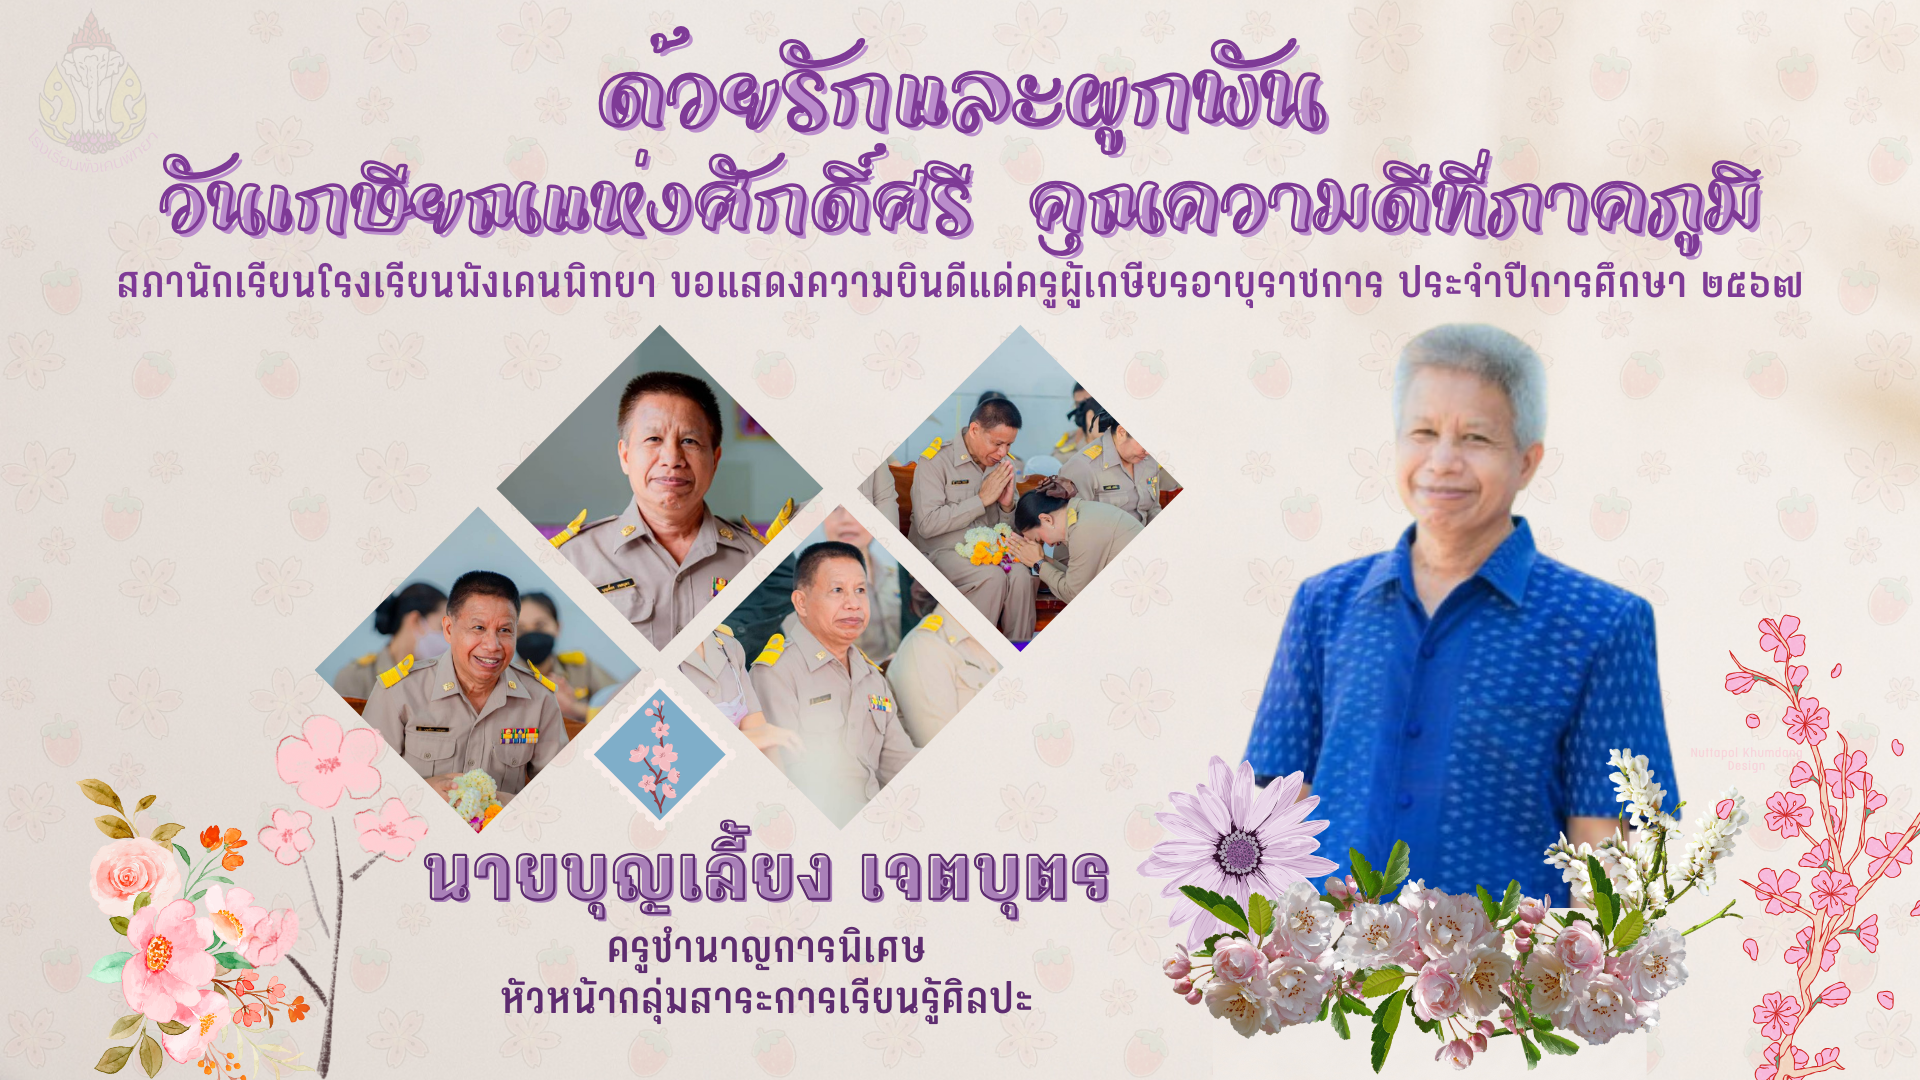 ด้วยรักและผูกพัน
วันเกษียณแห่งศักดิ์ศรี คุณความดีที่ภาคภูมิ
สภานักเรียนโรงเรียนพังเคนพิทยา ขอแสดงความยินดีแด่ครูผู้เกษียรอายุราชการ ประจำปีการศึกษา ๒๕๖๗
Nuttapol Khumdang
Design
นายบุญเลี้ยง เจตบุตร
ครูชำนาญการพิเศษ
หัวหน้ากลุ่มสาระการเรียนรู้ศิลปะ